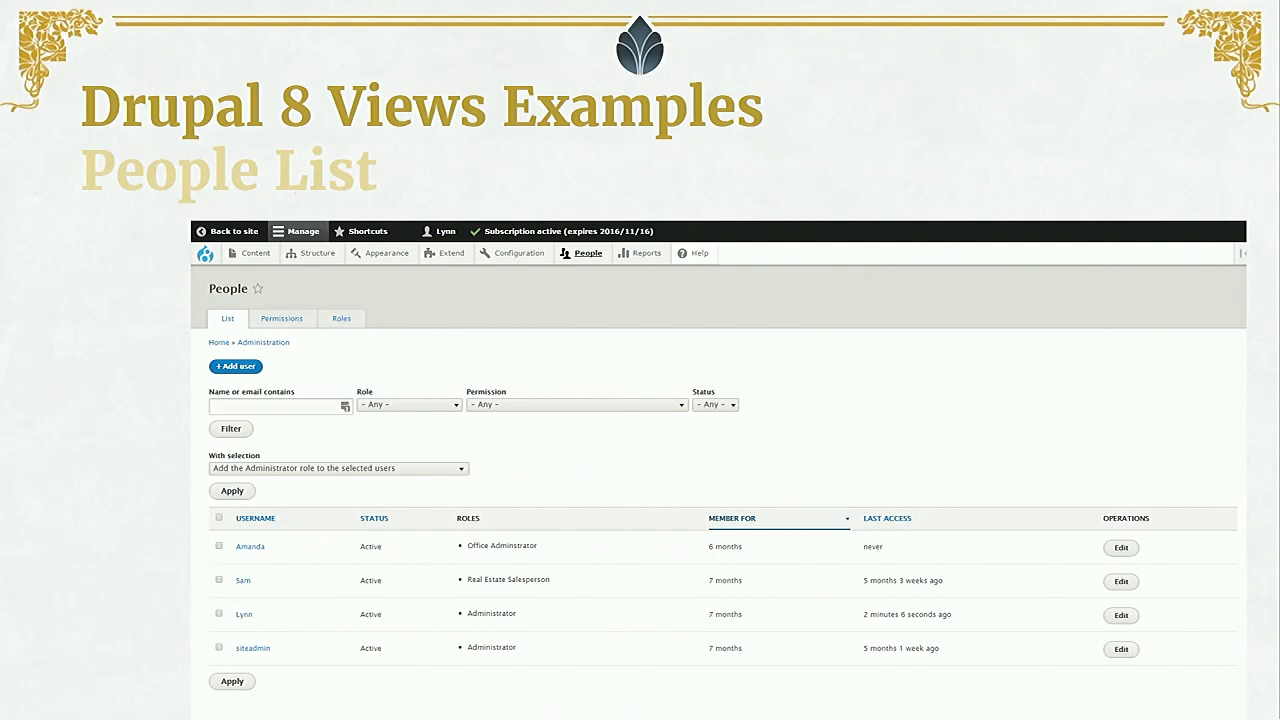 Drupal 8 Views Examples
People List
Back to site Manage Shortcuts Lynn Subscription active (expires 2016/11/16)
Content Structure Appearance Extend Configuration People Reports Help
People
List Permissions Roles
Home » Administration
+ Add user
Name or email contains Role Permission Status
- Any - - Any - - Any -
Filter
With selection
Add the Administrator role to the selected users
Apply
USERNAME STATUS ROLES MEMBER FOR LAST ACCESS OPERATIONS
Amanda Active • Office Adminstrator 6 months never Edit
Sam Active • Real Estate Salesperson 7 months 5 months 3 weeks ago Edit
Lynn Active • Administrator 7 months 2 minutes 6 seconds ago Edit
siteadmin Active • Administrator 7 months 5 months 1 week ago Edit
Apply